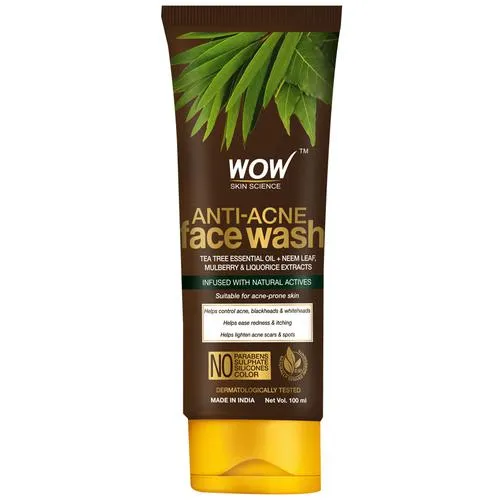 WOW
TM
SKIN SCIENCE
ANTI-ACNE
face wash
TEA TREE ESSENTIAL OIL + NEEM LEAF,
MULBERRY & LIQUORICE EXTRACTS
INFUSED WITH NATURAL ACTIVES
Suitable for acne-prone skin
Helps control acne, blackheads & whiteheads
Helps ease redness & itching
Helps lighten acne scars & spots
NO PARABENS
SULPHATE
SILICONES
COLOR
DERMATOLOGICALLY TESTED
MADE IN INDIA Net Vol. 100 ml